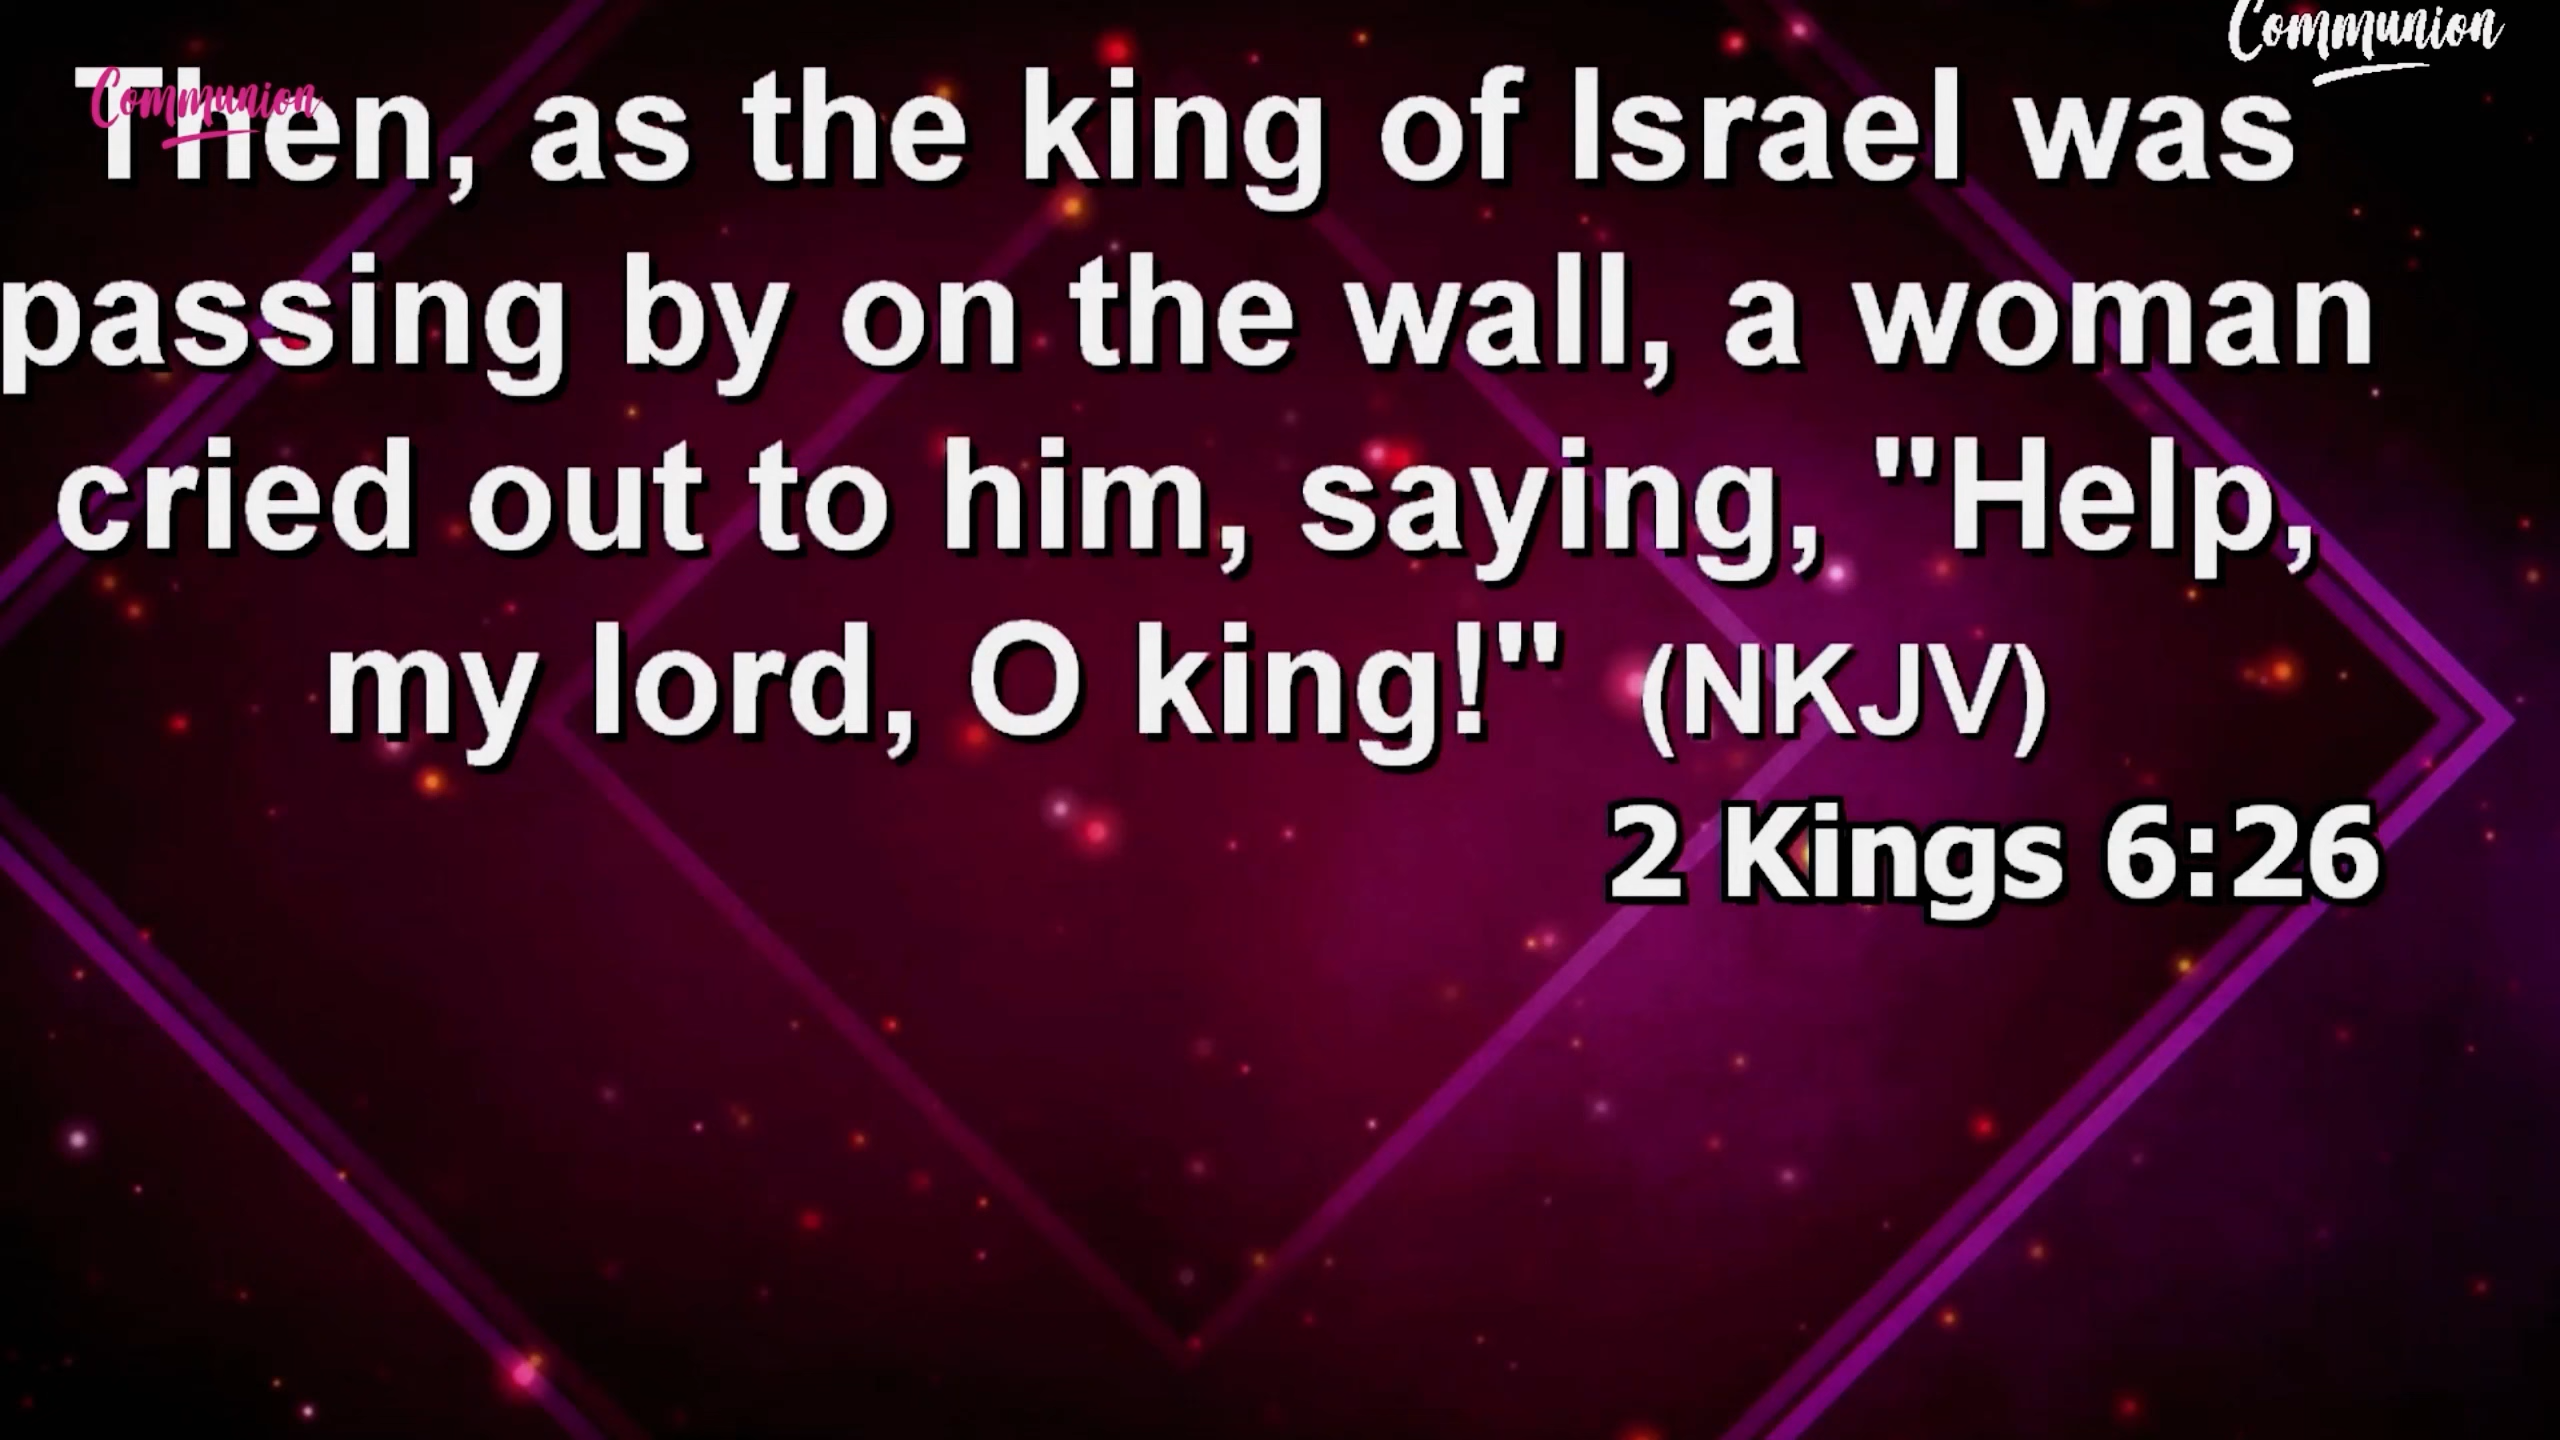 Communion
Communion
Then, as the king of Israel was
passing by on the wall, a woman
cried out to him, saying, "Help,
my lord, O king!" (NKJV)
2 Kings 6:26